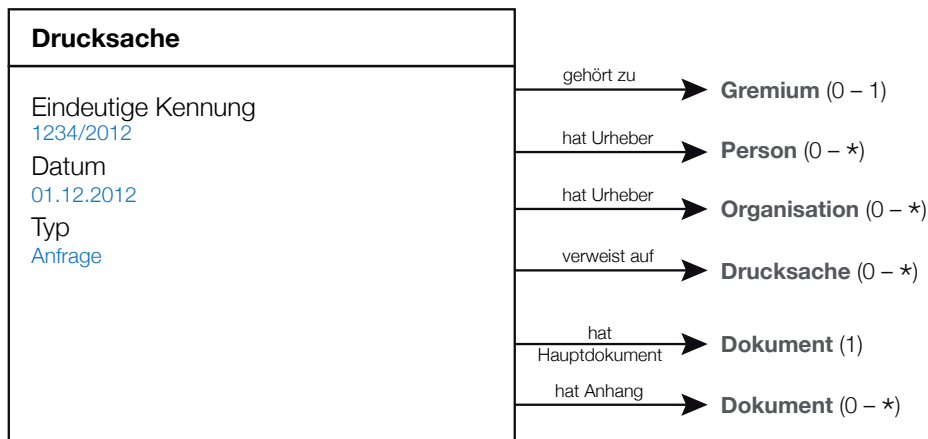 Drucksache
Eindeutige Kennung
1234/2012
Datum
01.12.2012
Typ
Anfrage
gehört zu
Gremium (0 – 1)
hat Urheber
Person (0 – *)
hat Urheber
Organisation (0 – *)
verweist auf
Drucksache (0 – *)
hat
Hauptdokument
Dokument (1)
hat Anhang
Dokument (0 – *)